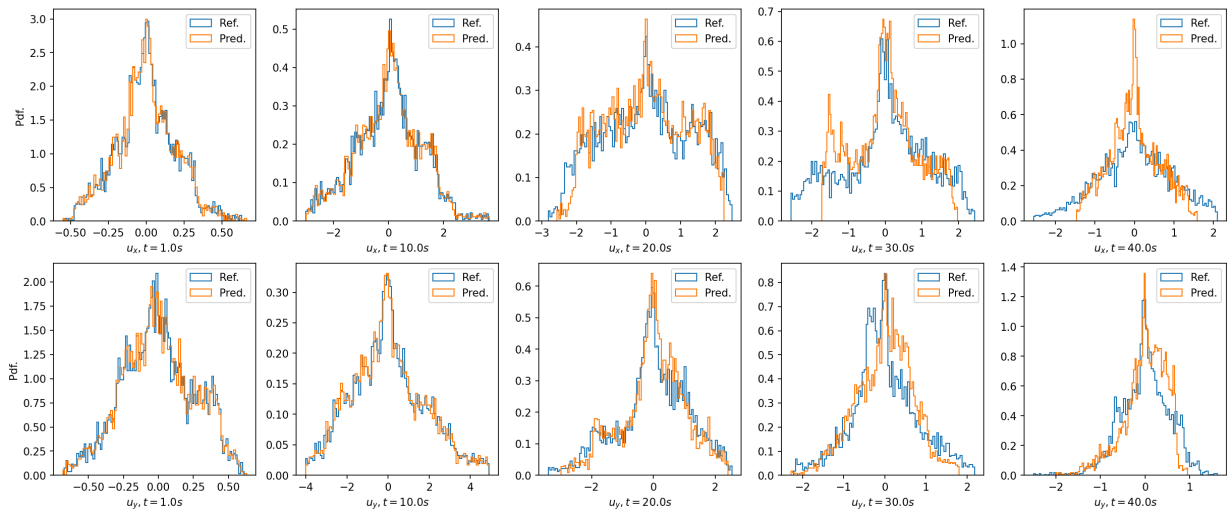 Ref.
Pred.
Pdf.
3.0
2.5
2.0
1.5
1.0
0.5
0.0
−0.50 −0.25 0.00 0.25 0.50
u_x, t = 1.0s
Ref.
Pred.
0.5
0.4
0.3
0.2
0.1
0.0
−2 0 2
u_x, t = 10.0s
Ref.
Pred.
0.4
0.3
0.2
0.1
0.0
−3 −2 −1 0 1 2
u_x, t = 20.0s
Ref.
Pred.
0.7
0.6
0.5
0.4
0.3
0.2
0.1
0.0
−2 −1 0 1 2
u_x, t = 30.0s
Ref.
Pred.
1.0
0.8
0.6
0.4
0.2
0.0
−2 −1 0 1 2
u_x, t = 40.0s
Ref.
Pred.
Pdf.
2.00
1.75
1.50
1.25
1.00
0.75
0.50
0.25
0.00
−0.50 −0.25 0.00 0.25 0.50
u_y, t = 1.0s
Ref.
Pred.
0.30
0.25
0.20
0.15
0.10
0.05
0.00
−4 −2 0 2 4
u_y, t = 10.0s
Ref.
Pred.
0.6
0.5
0.4
0.3
0.2
0.1
0.0
−2 0 2
u_y, t = 20.0s
Ref.
Pred.
0.8
0.7
0.6
0.5
0.4
0.3
0.2
0.1
0.0
−2 −1 0 1 2
u_y, t = 30.0s
Ref.
Pred.
1.4
1.2
1.0
0.8
0.6
0.4
0.2
0.0
−2 −1 0 1
u_y, t = 40.0s